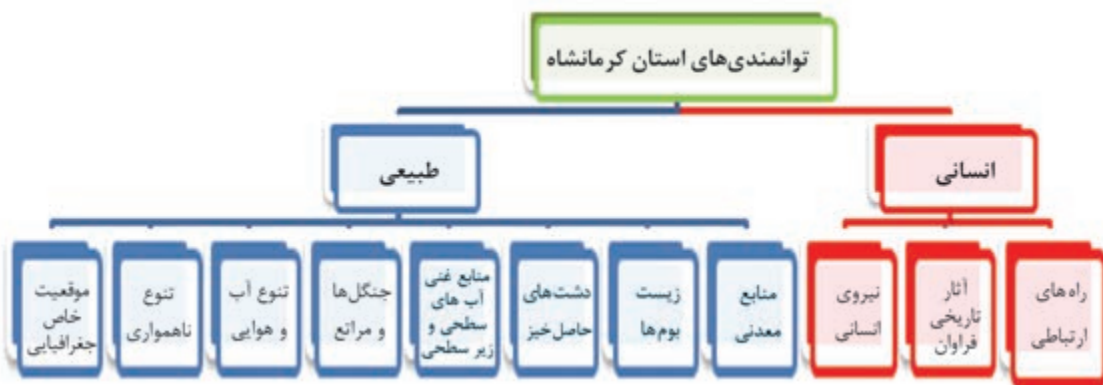 توانمندی‌های استان کرمانشاه
انسانی
طبیعی
راه‌های
ارتباطی
آثار
تاریخی
فراوان
نیروی
انسانی
منابع
معدنی
زیست
بوم‌ها
دشت‌های
حاصل‌خیز
منابع غنی
آب های
سطحی و
زیر سطحی
جنگل‌ها
و مراتع
تنوع آب
و هوایی
تنوع
ناهمواری
موقعیت
خاص
جغرافیایی